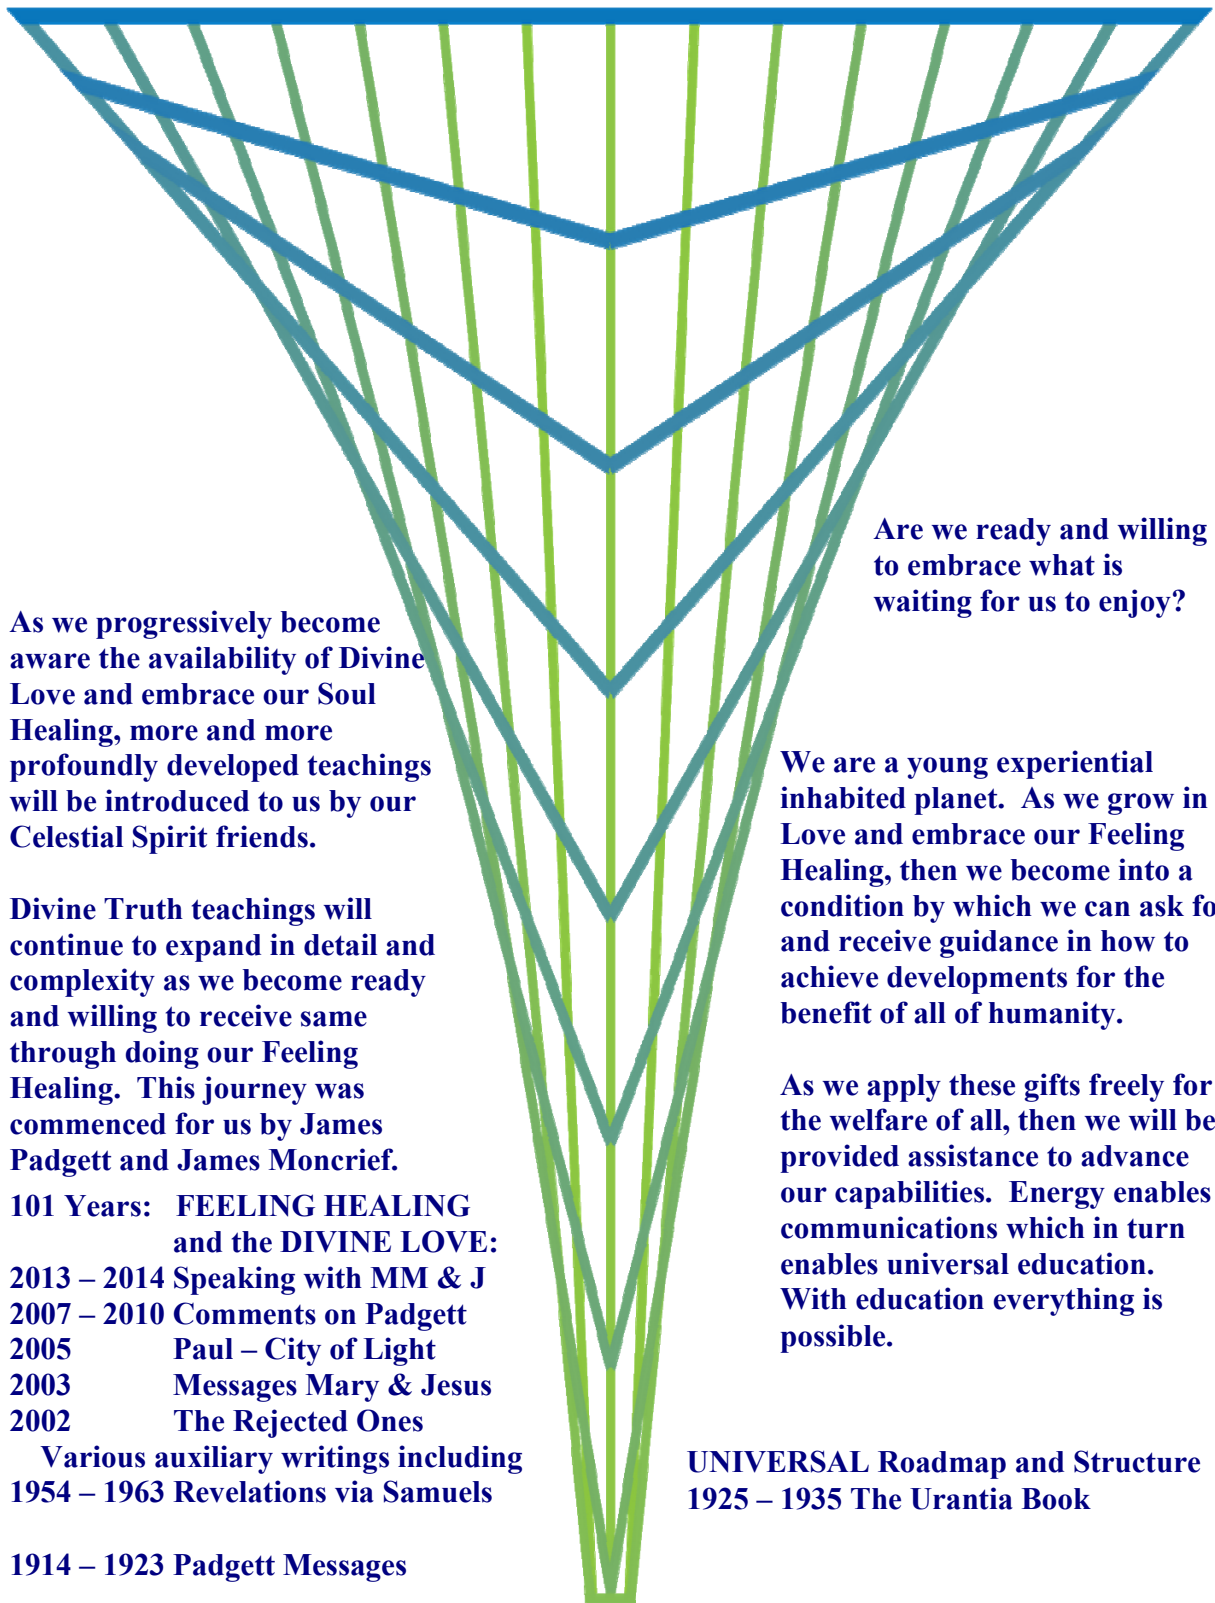 Are we ready and willing
to embrace what is
waiting for us to enjoy?
As we progressively become
aware the availability of Divine
Love and embrace our Soul
Healing, more and more
profoundly developed teachings
will be introduced to us by our
Celestial Spirit friends.
Divine Truth teachings will
continue to expand in detail and
complexity as we become ready
and willing to receive same
through doing our Feeling
Healing.  This journey was
commenced for us by James
Padgett and James Moncrief.
We are a young experiential
inhabited planet.  As we grow in
Love and embrace our Feeling
Healing, then we become into a
condition by which we can ask fo
and receive guidance in how to
achieve developments for the
benefit of all of humanity.
As we apply these gifts freely for
the welfare of all, then we will be
provided assistance to advance
our capabilities.  Energy enables
communications which in turn
enables universal education.
With education everything is
possible.
101 Years:   FEELING HEALING
and the DIVINE LOVE:
2013 – 2014 Speaking with MM & J
2007 – 2010 Comments on Padgett
2005 Paul – City of Light
2003 Messages Mary & Jesus
2002 The Rejected Ones
Various auxiliary writings including
1954 – 1963 Revelations via Samuels
1914 – 1923 Padgett Messages
UNIVERSAL Roadmap and Structure
1925 – 1935 The Urantia Book